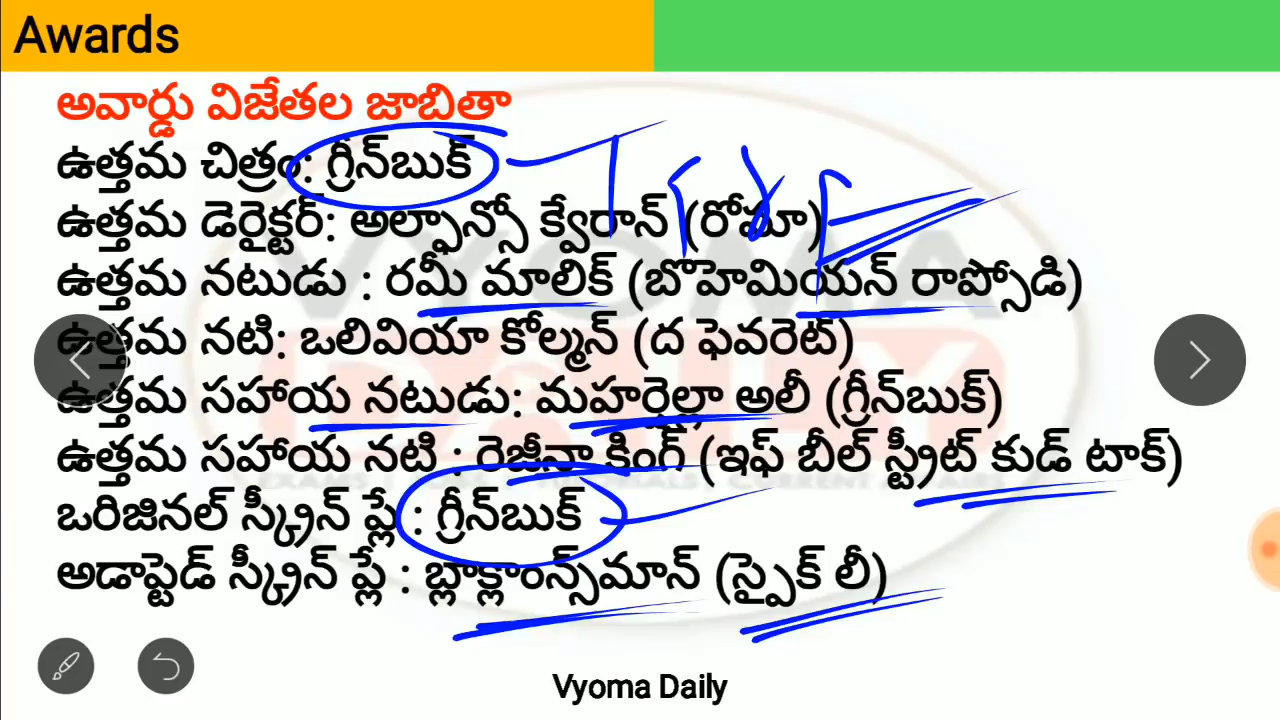 Awards
అవార్డు విజేతల జాబితా
ఉత్తమ చిత్రం: గ్రీన్‌బుక్
ఉత్తమ డైరెక్టర్: అల్ఫాన్సో క్వేరాన్ (రోమా)
ఉత్తమ నటుడు : రమీ మాలిక్ (బొహెమియన్ రాప్సోడి)
ఉత్తమ నటి: ఒలివియా కోల్మన్ (ద ఫెవరెట్)
ఉత్తమ సహాయ నటుడు: మహర్షెల్లా అలీ (గ్రీన్‌బుక్)
ఉత్తమ సహాయ నటి : రెజీనా కింగ్ (ఇఫ్ బీల్ స్ట్రీట్ కుడ్ టాక్)
ఒరిజినల్ స్క్రీన్ ప్లే : గ్రీన్‌బుక్
అడాప్టెడ్ స్క్రీన్ ప్లే : బ్లాక్లాంన్స్‌మాన్ (స్పైక్ లీ)
Vyoma Daily